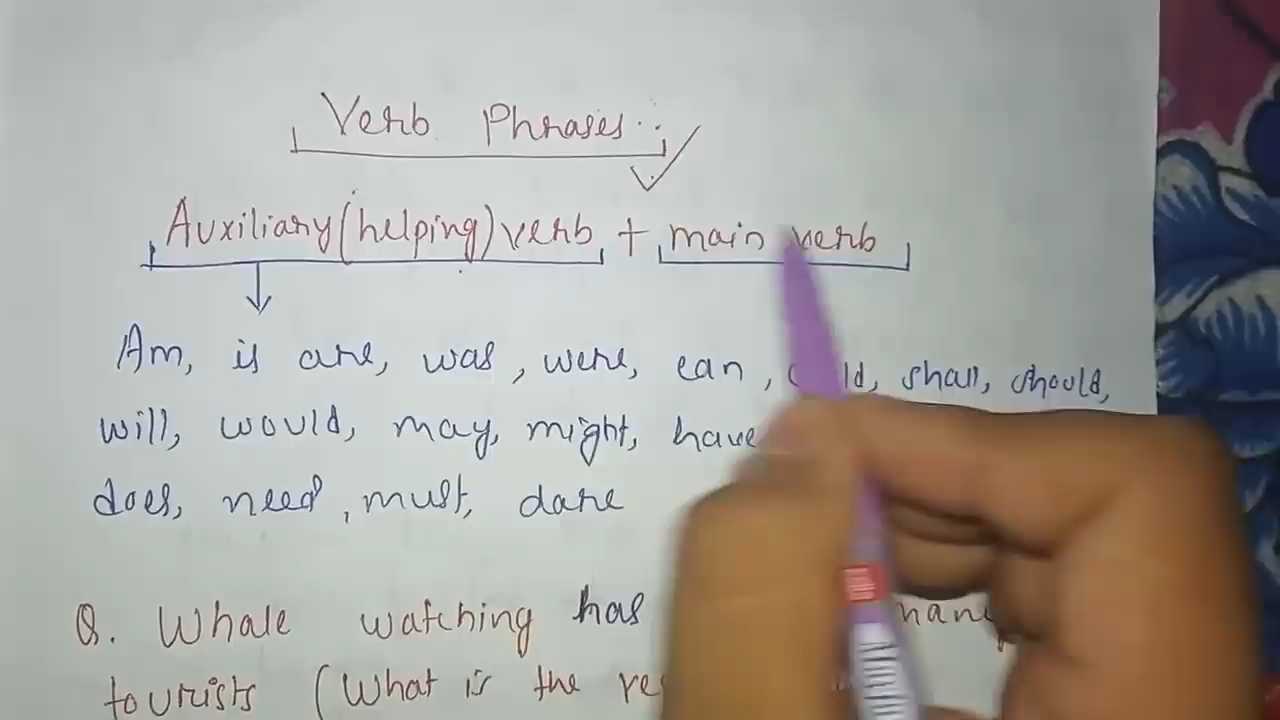 Verb Phrases:
Auxiliary (helping) verb + main verb
Am, is are, was, were, can, shall, should,
will, would, may, might, have
does, need, must, dare
Q. Whale watching has
tourists (What is the